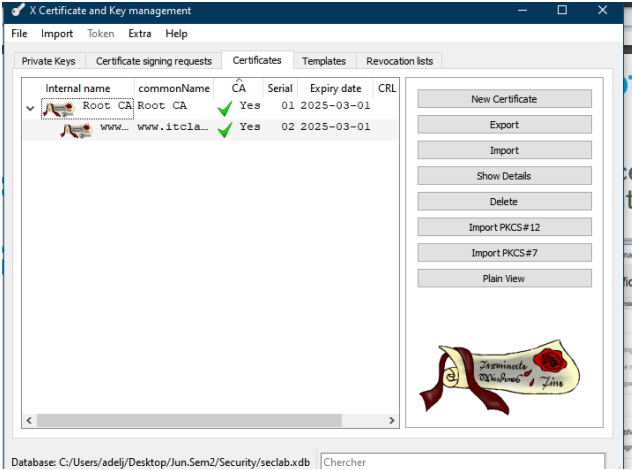 X Certificate and Key management
File Import Token Extra Help
Private Keys Certificate signing requests Certificates Templates Revocation lists
Internal name commonName CA Serial Expiry date CRL
Root CA Root CA Yes 01 2025-03-01
www... www.itcla... Yes 02 2025-03-01
New Certificate
Export
Import
Show Details
Delete
Import PKCS#12
Import PKCS#7
Plain View
Database: C:/Users/adelj/Desktop/Jun.Sem2/Security/seclab.xdb Chercher